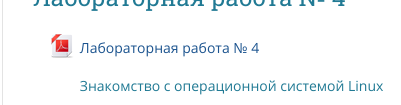 Лабораторная работа № 4
Лабораторная работа № 4
Знакомство с операционной системой Linux